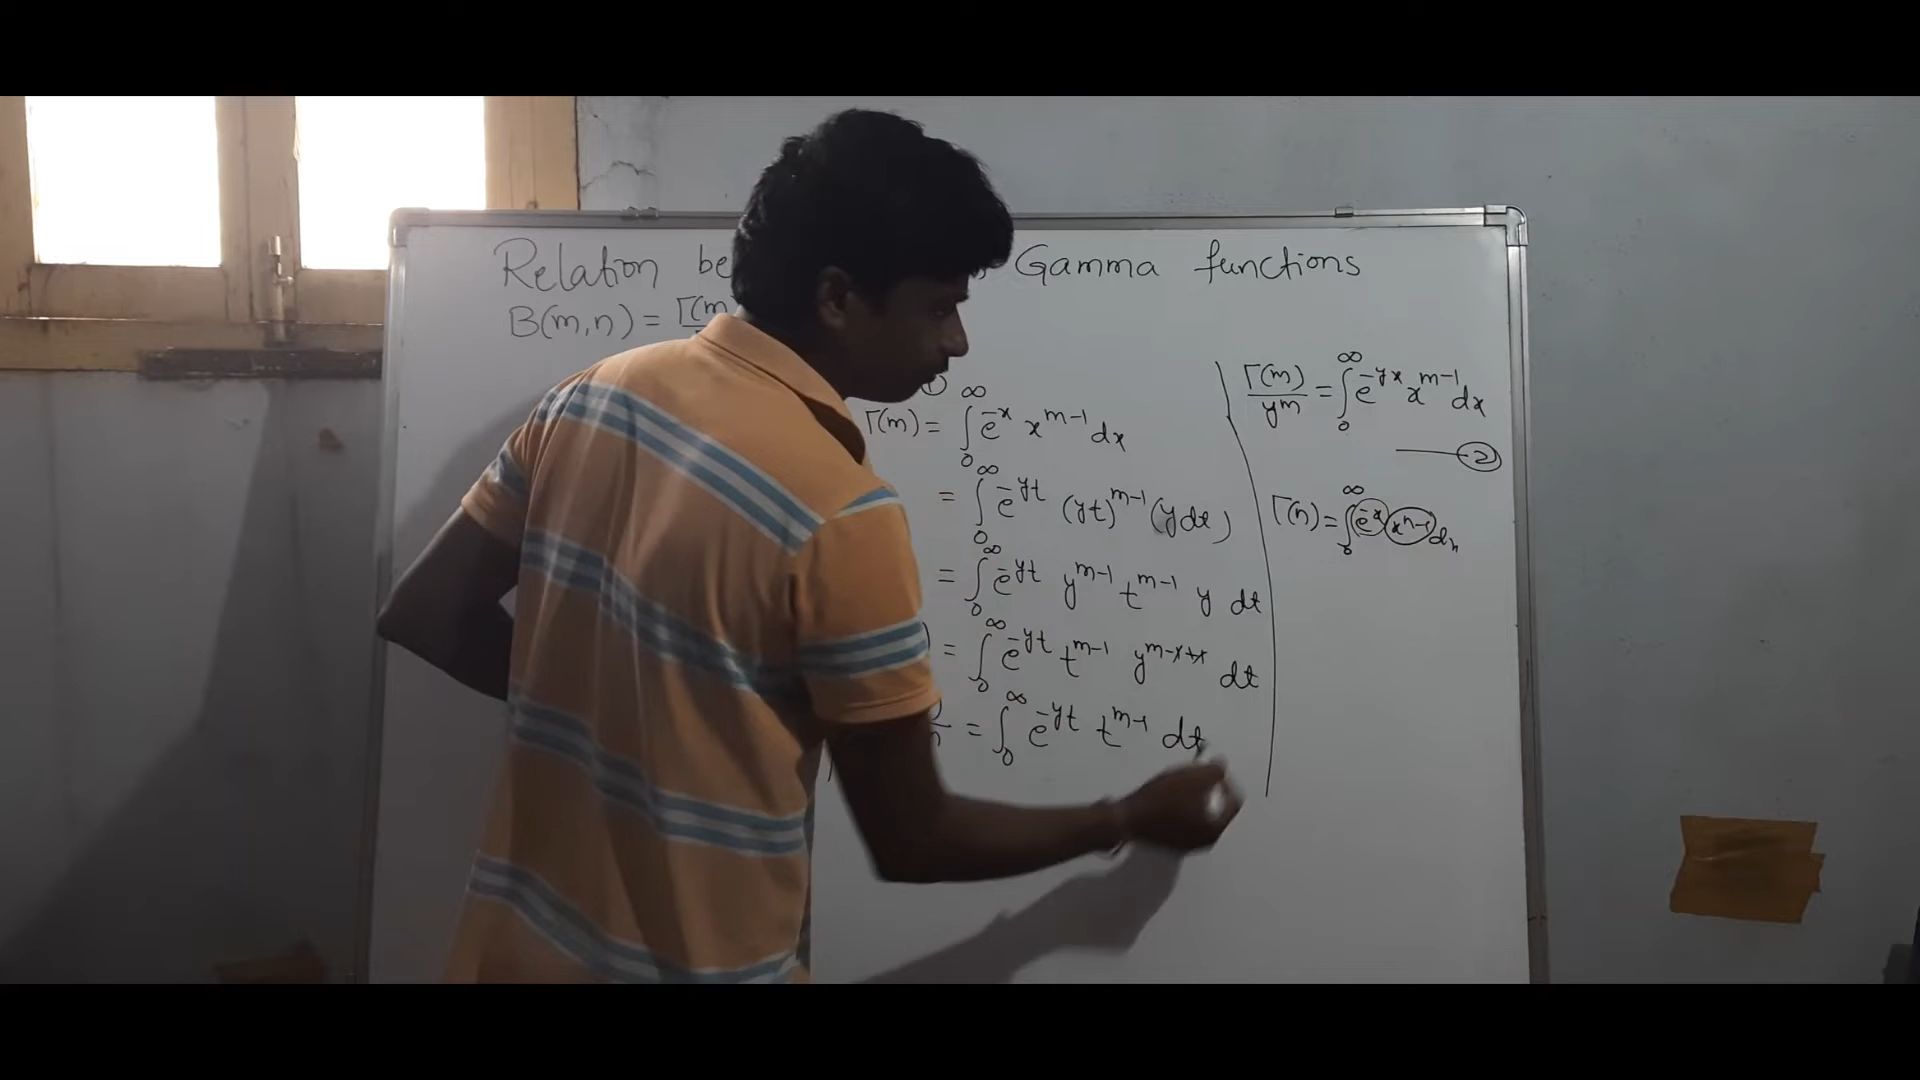 Relation be Gamma functions
B(m,n) = Γ(m
①
Γ(m) = ∫₀^∞ e^-x x^m-1 dx
= ∫₀^∞ e^-yt (yt)^m-1 (y dt)
= ∫₀^∞ e^-yt y^m-1 t^m-1 y dt
) = ∫₀^∞ e^-yt t^m-1 y^m-1+1 dt
= ∫₀^∞ e^-yt t^m-1 dt
Γ(m)/y^m = ∫₀^∞ e^-yx x^m-1 dx
②
Γ(n) = ∫₀^∞ e^-x x^n-1 dx